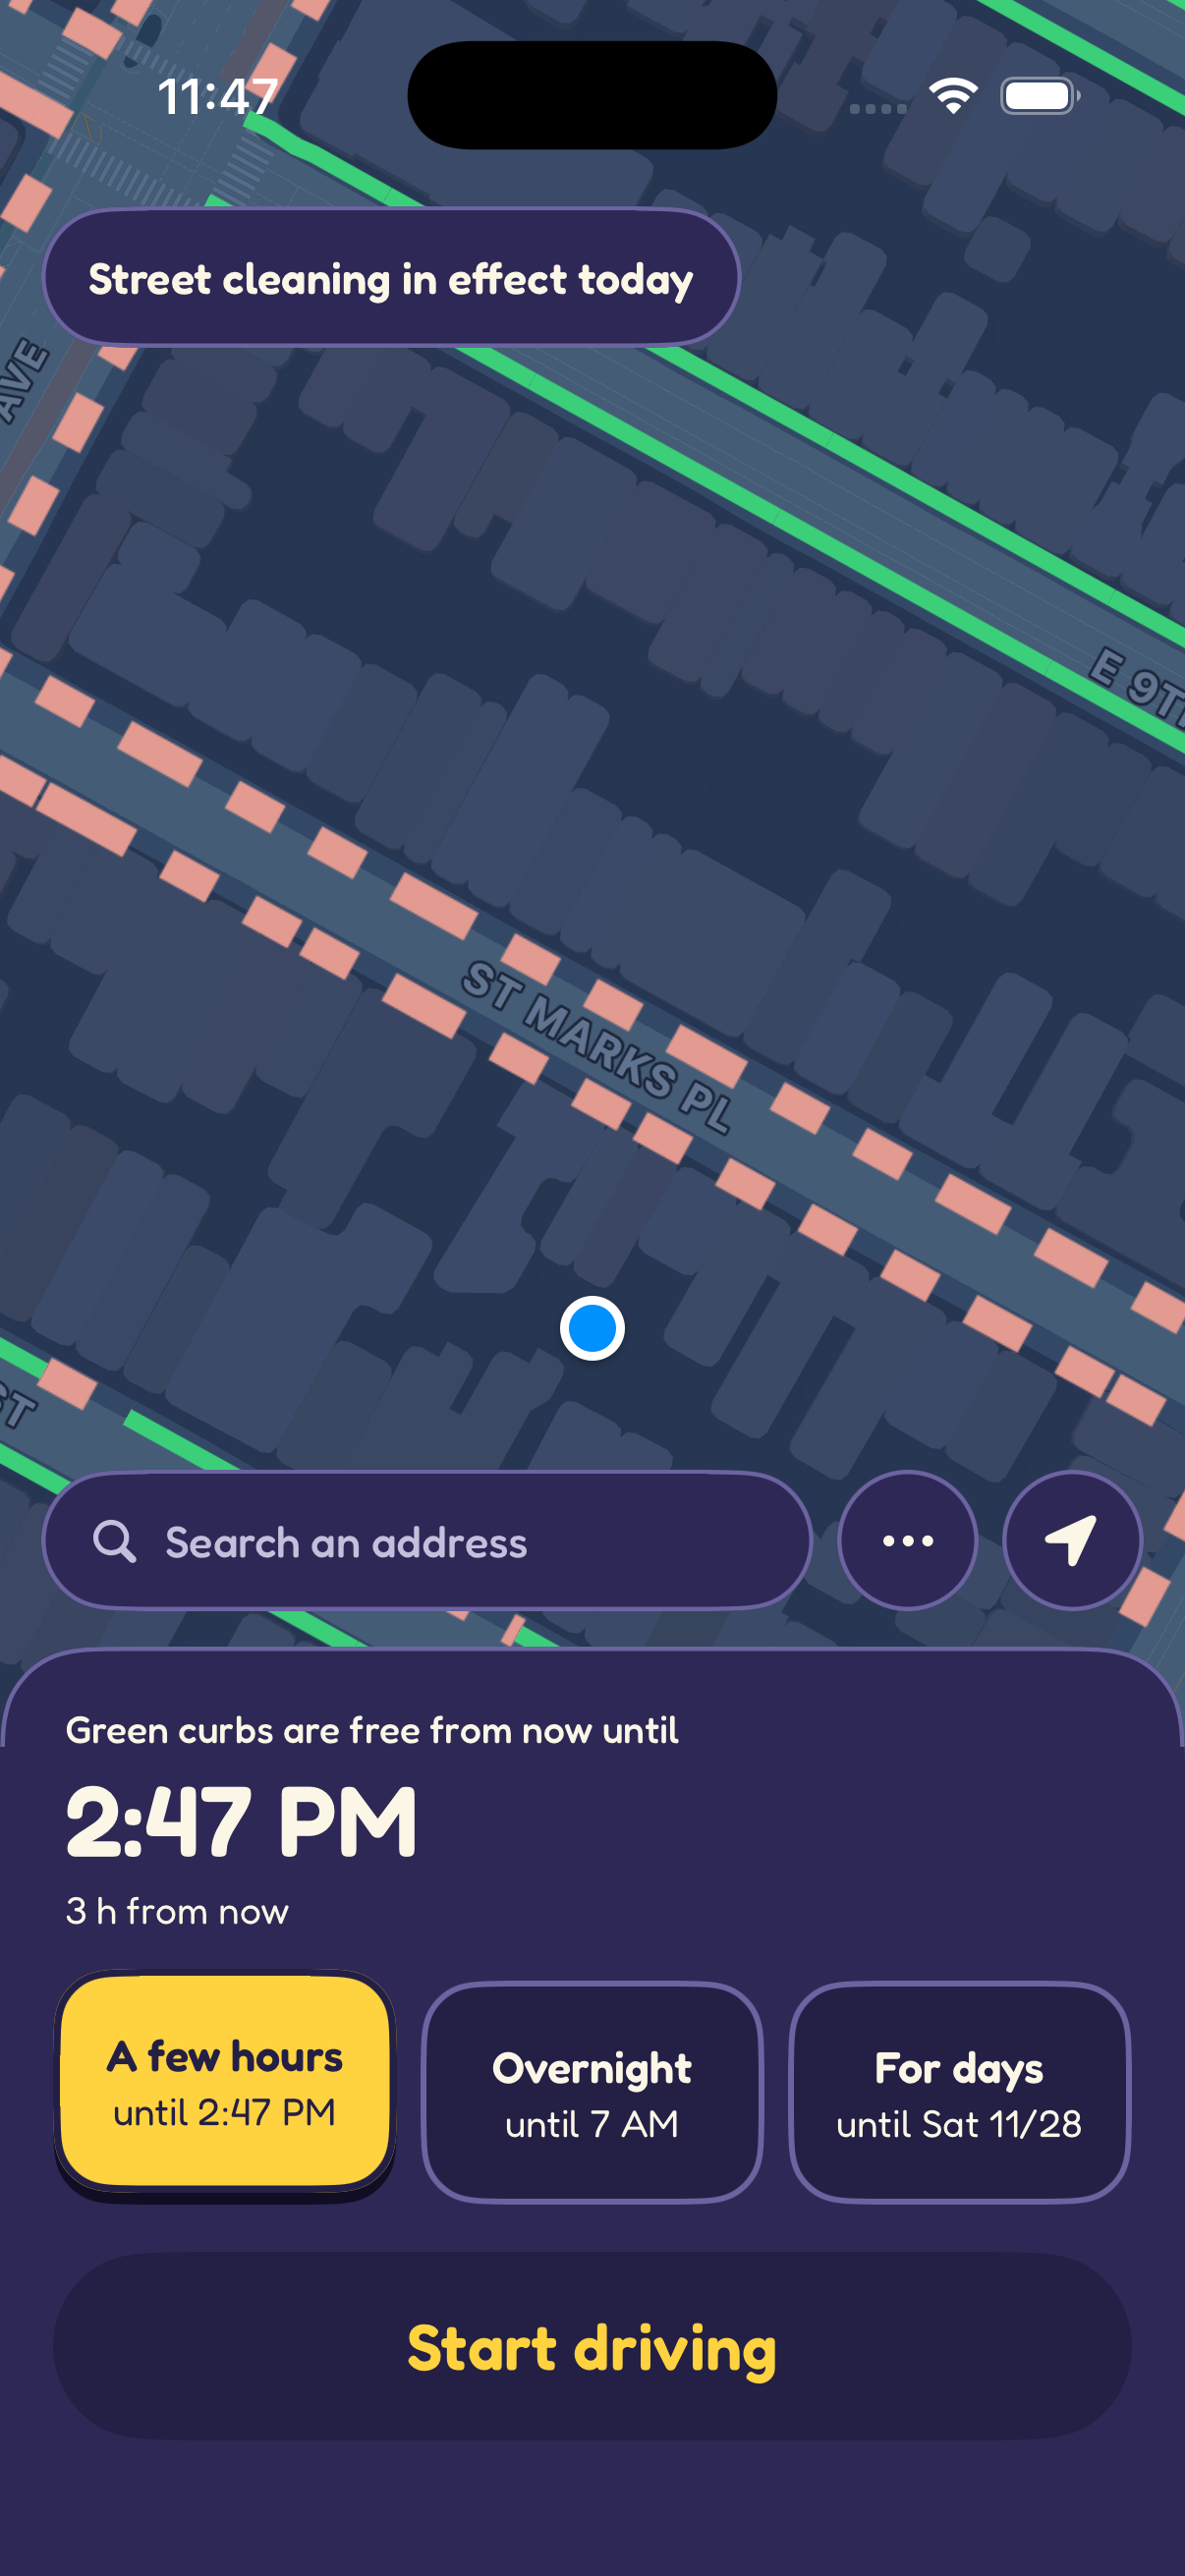 11:47
Street cleaning in effect today
AVE
E 9T
ST MARKS PL
ST
Search an address
Green curbs are free from now until
2:47 PM
3 h from now
A few hours
until 2:47 PM
Overnight
until 7 AM
For days
until Sat 11/28
Start driving